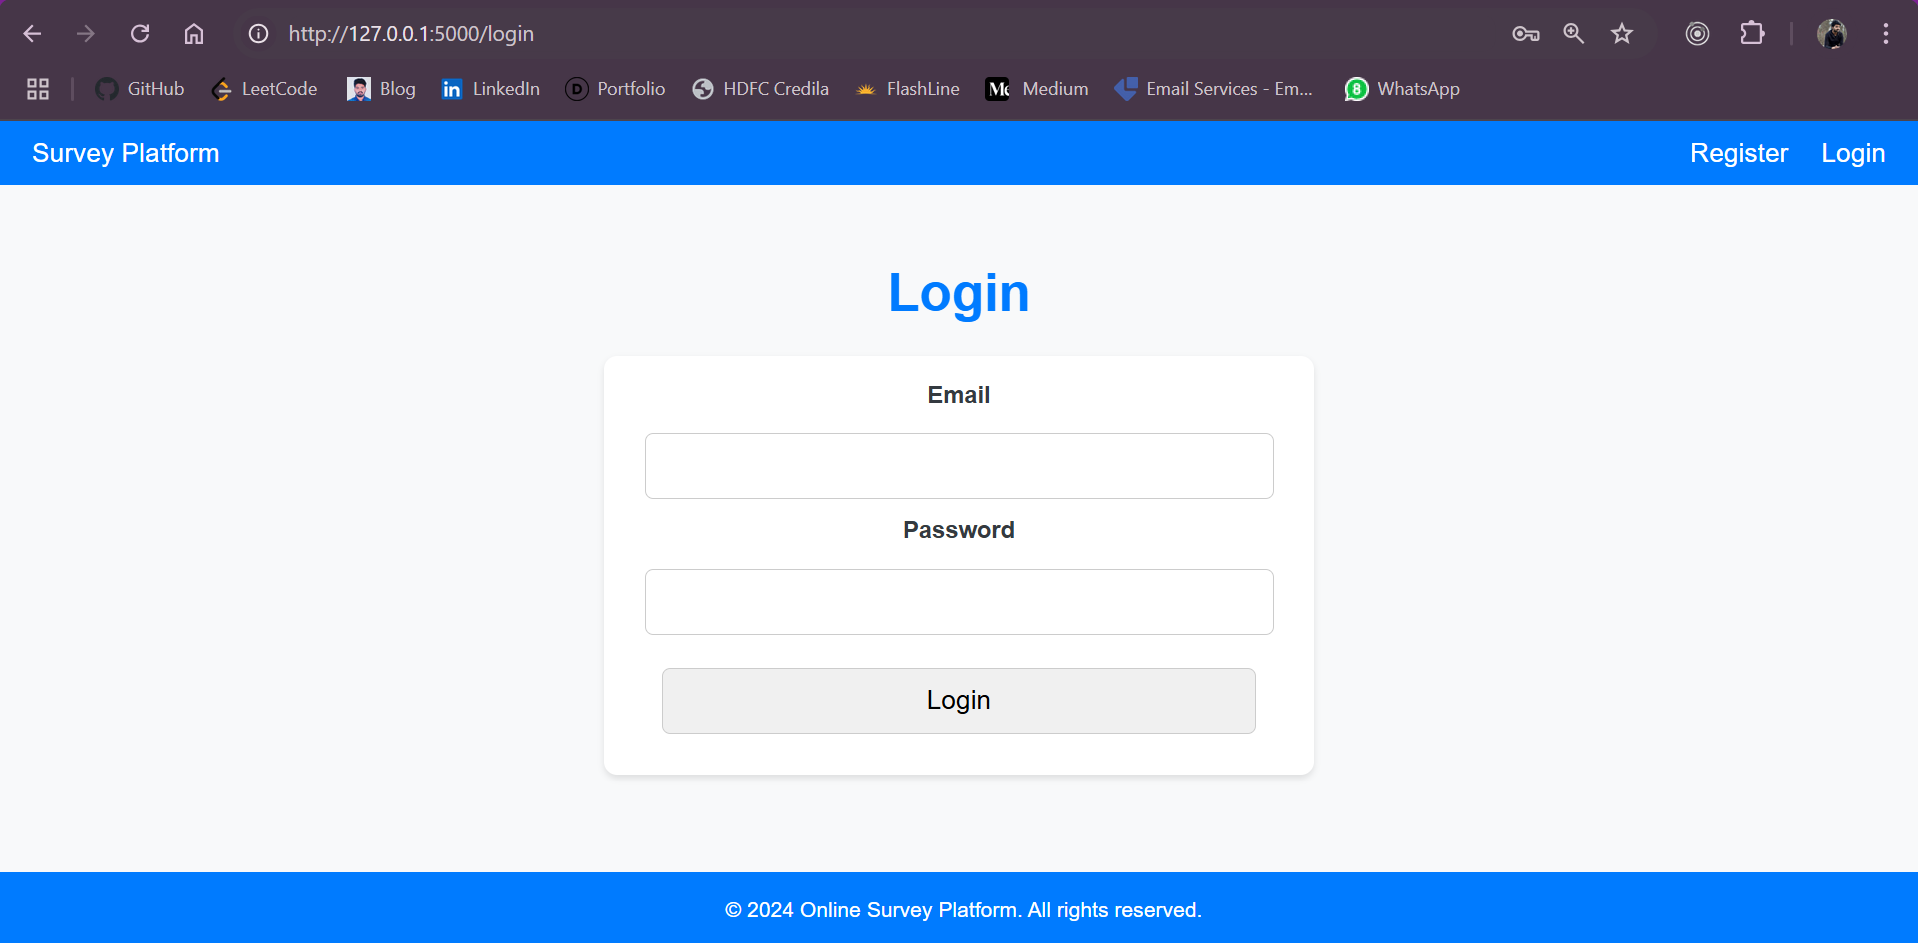 http://127.0.0.1:5000/login
GitHub LeetCode Blog LinkedIn Portfolio HDFC Credila FlashLine Medium Email Services - Em... WhatsApp
Survey Platform Register Login
Login
Email
Password
Login
© 2024 Online Survey Platform. All rights reserved.